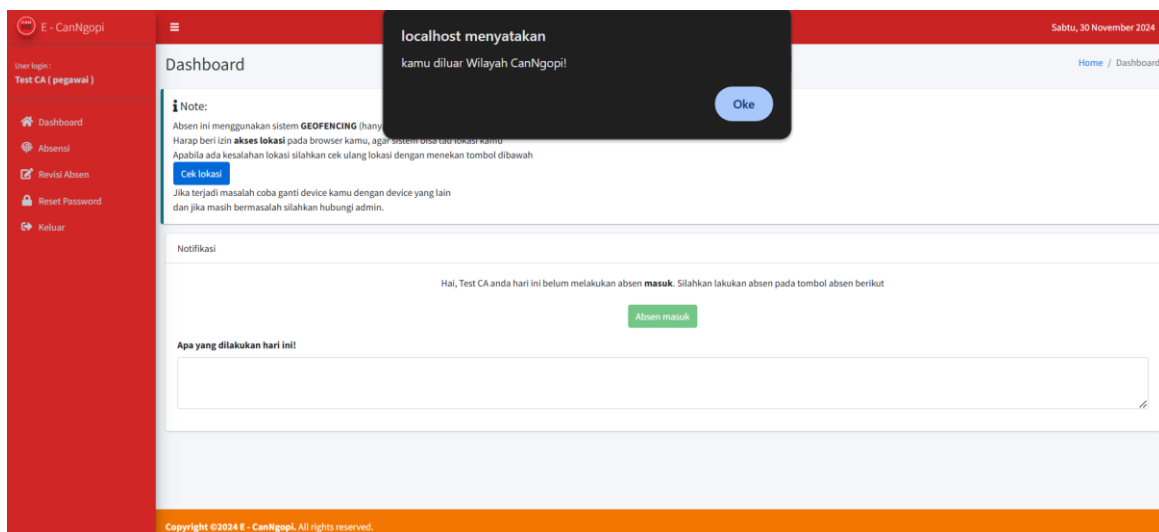 E - CanNgopi
Sabtu, 30 November 2024
localhost menyatakan
kamu diluar Wilayah CanNgopi!
Oke
User login :
Test CA ( pegawai )
Dashboard
Absensi
Revisi Absen
Reset Password
Keluar
Dashboard
Home / Dashboard
Note:
Absen ini menggunakan sistem GEOFENCING (hany
Harap beri izin akses lokasi pada browser kamu, agar sistem bisa tau lokasi kamu
Apabila ada kesalahan lokasi silahkan cek ulang lokasi dengan menekan tombol dibawah
Cek lokasi
Jika terjadi masalah coba ganti device kamu dengan device yang lain
dan jika masih bermasalah silahkan hubungi admin.
Notifikasi
Hai, Test CA anda hari ini belum melakukan absen masuk. Silahkan lakukan absen pada tombol absen berikut
Absen masuk
Apa yang dilakukan hari ini!
Copyright ©2024 E - CanNgopi. All rights reserved.